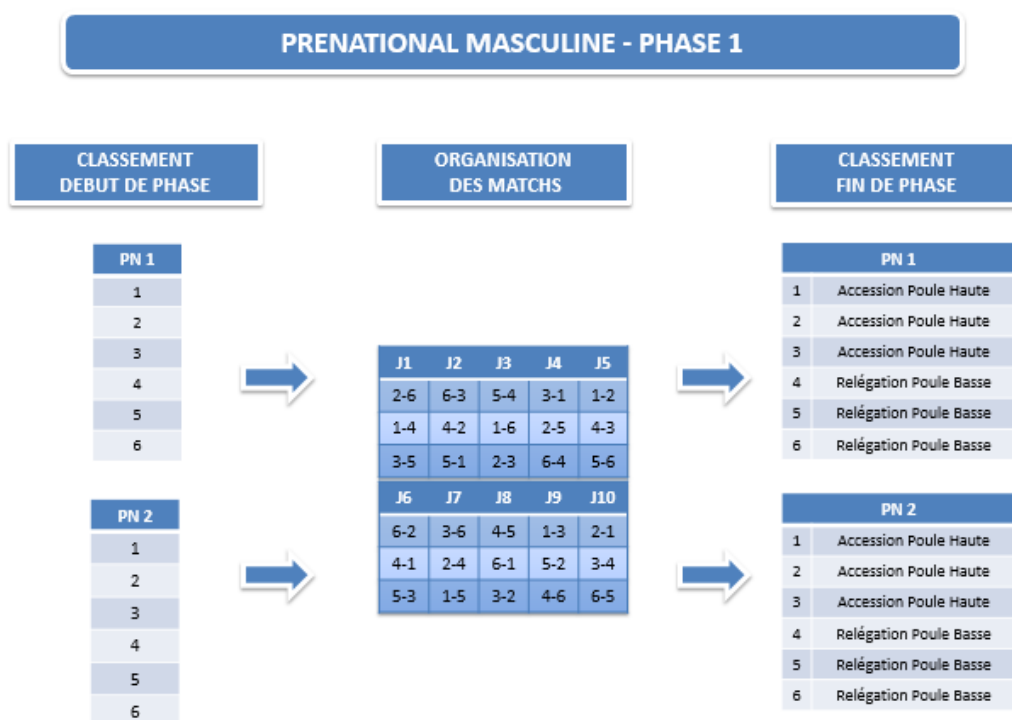 PRENATIONAL MASCULINE - PHASE 1
CLASSEMENT
DEBUT DE PHASE
ORGANISATION
DES MATCHS
CLASSEMENT
FIN DE PHASE
PN 1
1
2
3
4
5
6
PN 2
1
2
3
4
5
6
J1 J2 J3 J4 J5
2-6 6-3 5-4 3-1 1-2
1-4 4-2 1-6 2-5 4-3
3-5 5-1 2-3 6-4 5-6
J6 J7 J8 J9 J10
6-2 3-6 4-5 1-3 2-1
4-1 2-4 6-1 5-2 3-4
5-3 1-5 3-2 4-6 6-5
PN 1
1 Accession Poule Haute
2 Accession Poule Haute
3 Accession Poule Haute
4 Relégation Poule Basse
5 Relégation Poule Basse
6 Relégation Poule Basse
PN 2
1 Accession Poule Haute
2 Accession Poule Haute
3 Accession Poule Haute
4 Relégation Poule Basse
5 Relégation Poule Basse
6 Relégation Poule Basse